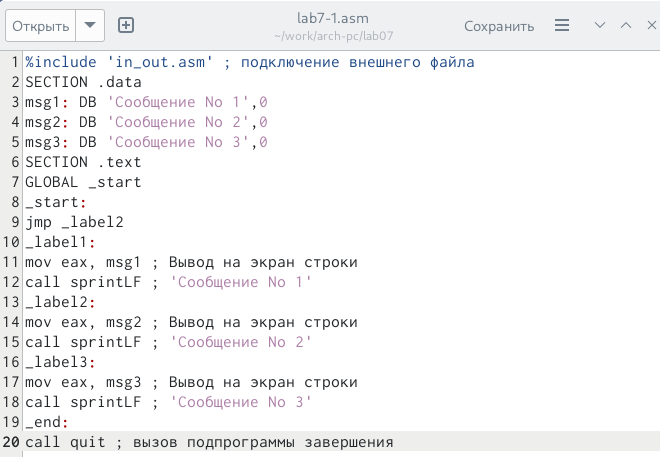 Открыть
lab7-1.asm
~/work/arch-pc/lab07
Сохранить
1 %include 'in_out.asm' ; подключение внешнего файла
2 SECTION .data
3 msg1: DB 'Сообщение No 1',0
4 msg2: DB 'Сообщение No 2',0
5 msg3: DB 'Сообщение No 3',0
6 SECTION .text
7 GLOBAL _start
8 _start:
9 jmp _label2
10 _label1:
11 mov eax, msg1 ; Вывод на экран строки
12 call sprintLF ; 'Сообщение No 1'
13 _label2:
14 mov eax, msg2 ; Вывод на экран строки
15 call sprintLF ; 'Сообщение No 2'
16 _label3:
17 mov eax, msg3 ; Вывод на экран строки
18 call sprintLF ; 'Сообщение No 3'
19 _end:
20 call quit ; вызов подпрограммы завершения